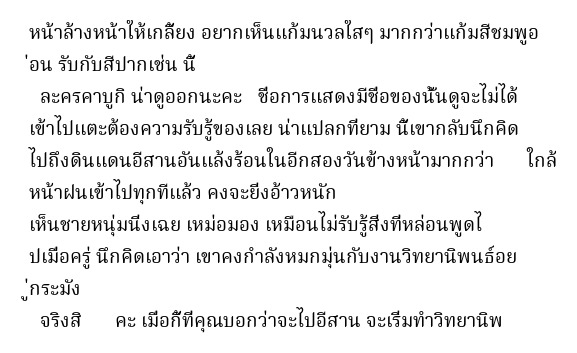 หน้าล้างหน้าให้เกลี้ยง อยากเห็นแก้มนวลใสๆ มากกว่าแก้มสีชมพูอ
่อน รับกับสีปากเช่น นี้
ละครคาบูกิ น่าดูออกนะคะ ชื่อการแสดงมีชื่อของนั้นดูจะไม่ได้
เข้าไปแตะต้องความรับรู้ของเลย น่าแปลกที่ยาม นี้เขากลับนึกคิด
ไปถึงดินแดนอีสานอันแล้งร้อนในอีกสองวันข้างหน้ามากกว่า ใกล้
หน้าฝนเข้าไปทุกทีแล้ว คงจะยิ่งอ้าวหนัก
เห็นชายหนุ่มนิ่งเฉย เหม่อมอง เหมือนไม่รับรู้สิ่งที่หล่อนพูดไ
ปเมื่อครู่ นึกคิดเอาว่า เขาคงกำลังหมกมุ่นกับงานวิทยานิพนธ์อย
ู่กระมัง
จริงสิ คะ เมื่อกี้ที่คุณบอกว่าจะไปอีสาน จะเริ่มทำวิทยานิพ